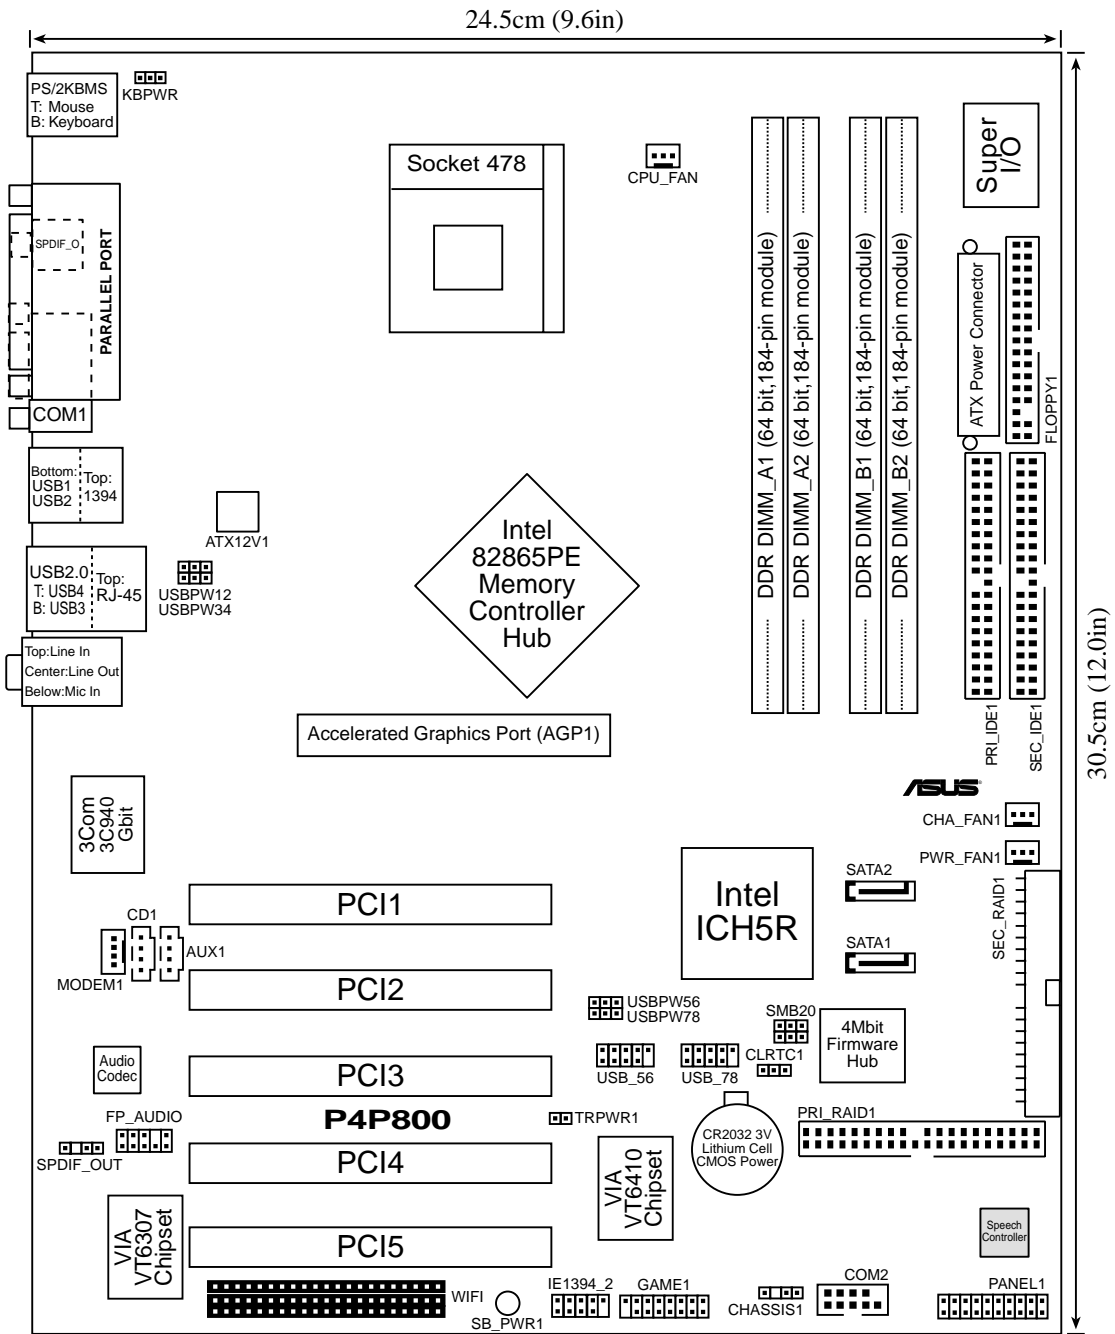 24.5cm (9.6in)
PS/2KBMS
T: Mouse
B: Keyboard
KBPWR
Socket 478
CPU_FAN
Super
I/O
SPDIF_O
PARALLEL PORT
COM1
DDR DIMM_A1 (64 bit,184-pin module)
DDR DIMM_A2 (64 bit,184-pin module)
DDR DIMM_B1 (64 bit,184-pin module)
DDR DIMM_B2 (64 bit,184-pin module)
ATX Power Connector
FLOPPY1
Bottom:
USB1
USB2
Top:
1394
ATX12V1
USB2.0
T: USB4
B: USB3
Top:
RJ-45
USBPW12
USBPW34
Intel
82865PE
Memory
Controller
Hub
Top:Line In
Center:Line Out
Below:Mic In
Accelerated Graphics Port (AGP1)
PRI_IDE1
SEC_IDE1
30.5cm (12.0in)
3Com
3C940
Gbit
ASUS
CHA_FAN1
PWR_FAN1
Intel
ICH5R
SATA2
SATA1
SEC_RAID1
PCI1
CD1
AUX1
MODEM1
PCI2
USBPW56
USBPW78
SMB20
4Mbit
Firmware
Hub
CLRTC1
USB_56
USB_78
Audio
Codec
PCI3
FP_AUDIO
P4P800
TRPWR1
CR2032 3V
Lithium Cell
CMOS Power
PRI_RAID1
SPDIF_OUT
PCI4
VIA
VT6410
Chipset
VIA
VT6307
Chipset
Speech
Controller
PCI5
WIFI
SB_PWR1
IE1394_2
GAME1
CHASSIS1
COM2
PANEL1